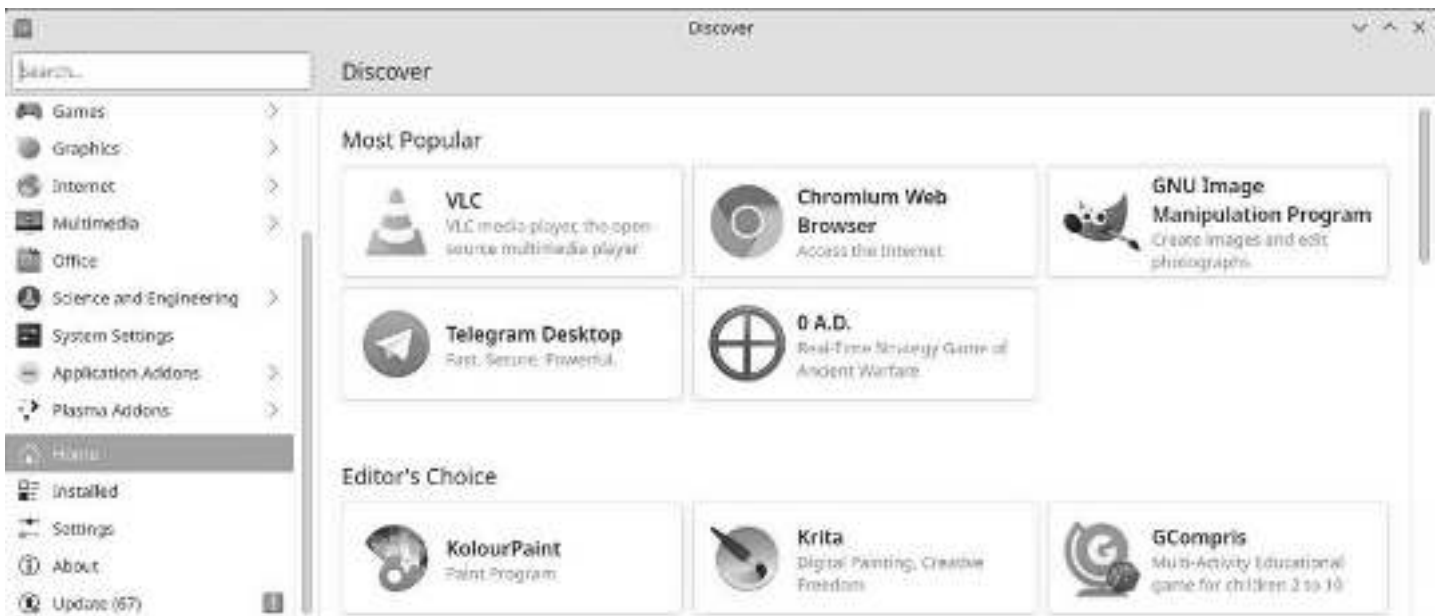 Discover
Search...
Discover
Games
Graphics
Internet
Multimedia
Office
Science and Engineering
System Settings
Application Addons
Plasma Addons
Home
Installed
Settings
About
Update (67)
Most Popular
VLC
VLC media player, the open
source multimedia player
Chromium Web
Browser
Access the Internet
GNU Image
Manipulation Program
Create images and edit
photographs
Telegram Desktop
Fast. Secure. Powerful.
0 A.D.
Real-Time Strategy Game of
Ancient Warfare
Editor's Choice
KolourPaint
Paint Program
Krita
Digital Painting, Creative
Freedom
GCompris
Multi-Activity Educational
game for children 2 to 10